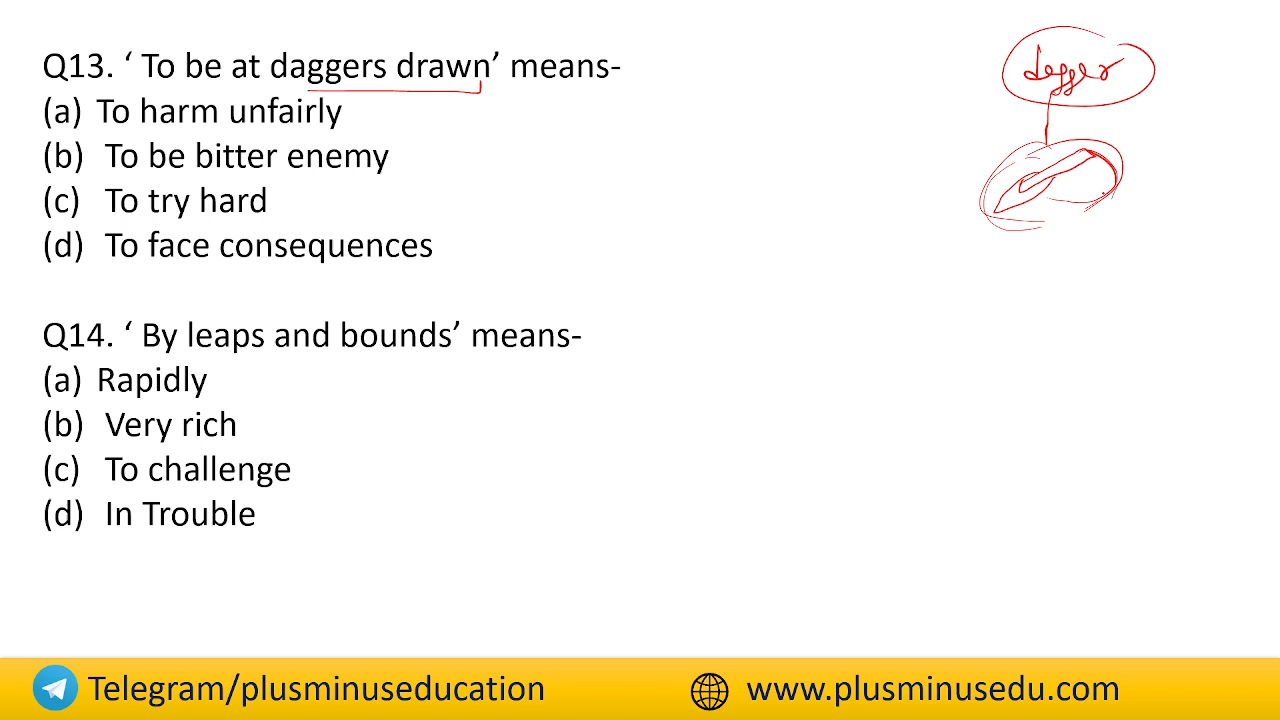 Q13. ‘ To be at daggers drawn’ means-
(a) To harm unfairly
(b) To be bitter enemy
(c) To try hard
(d) To face consequences
degger
Q14. ‘ By leaps and bounds’ means-
(a) Rapidly
(b) Very rich
(c) To challenge
(d) In Trouble
Telegram/plusminuseducation
www.plusminusedu.com